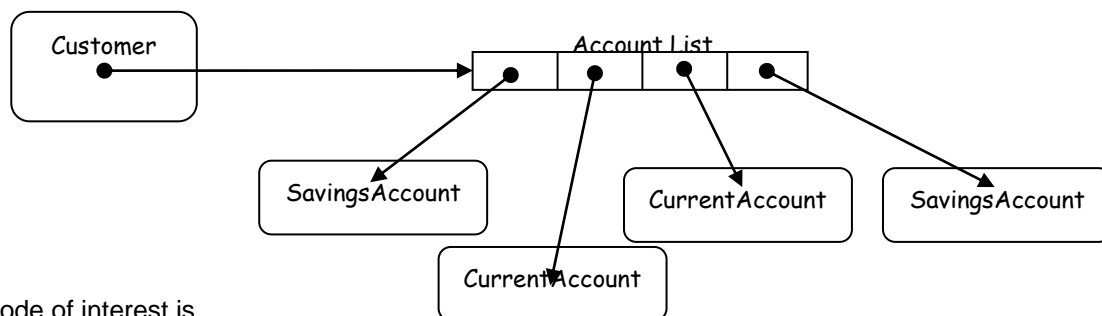 Customer
Account List
SavingsAccount
CurrentAccount
SavingsAccount
CurrentAccount
ode of interest is